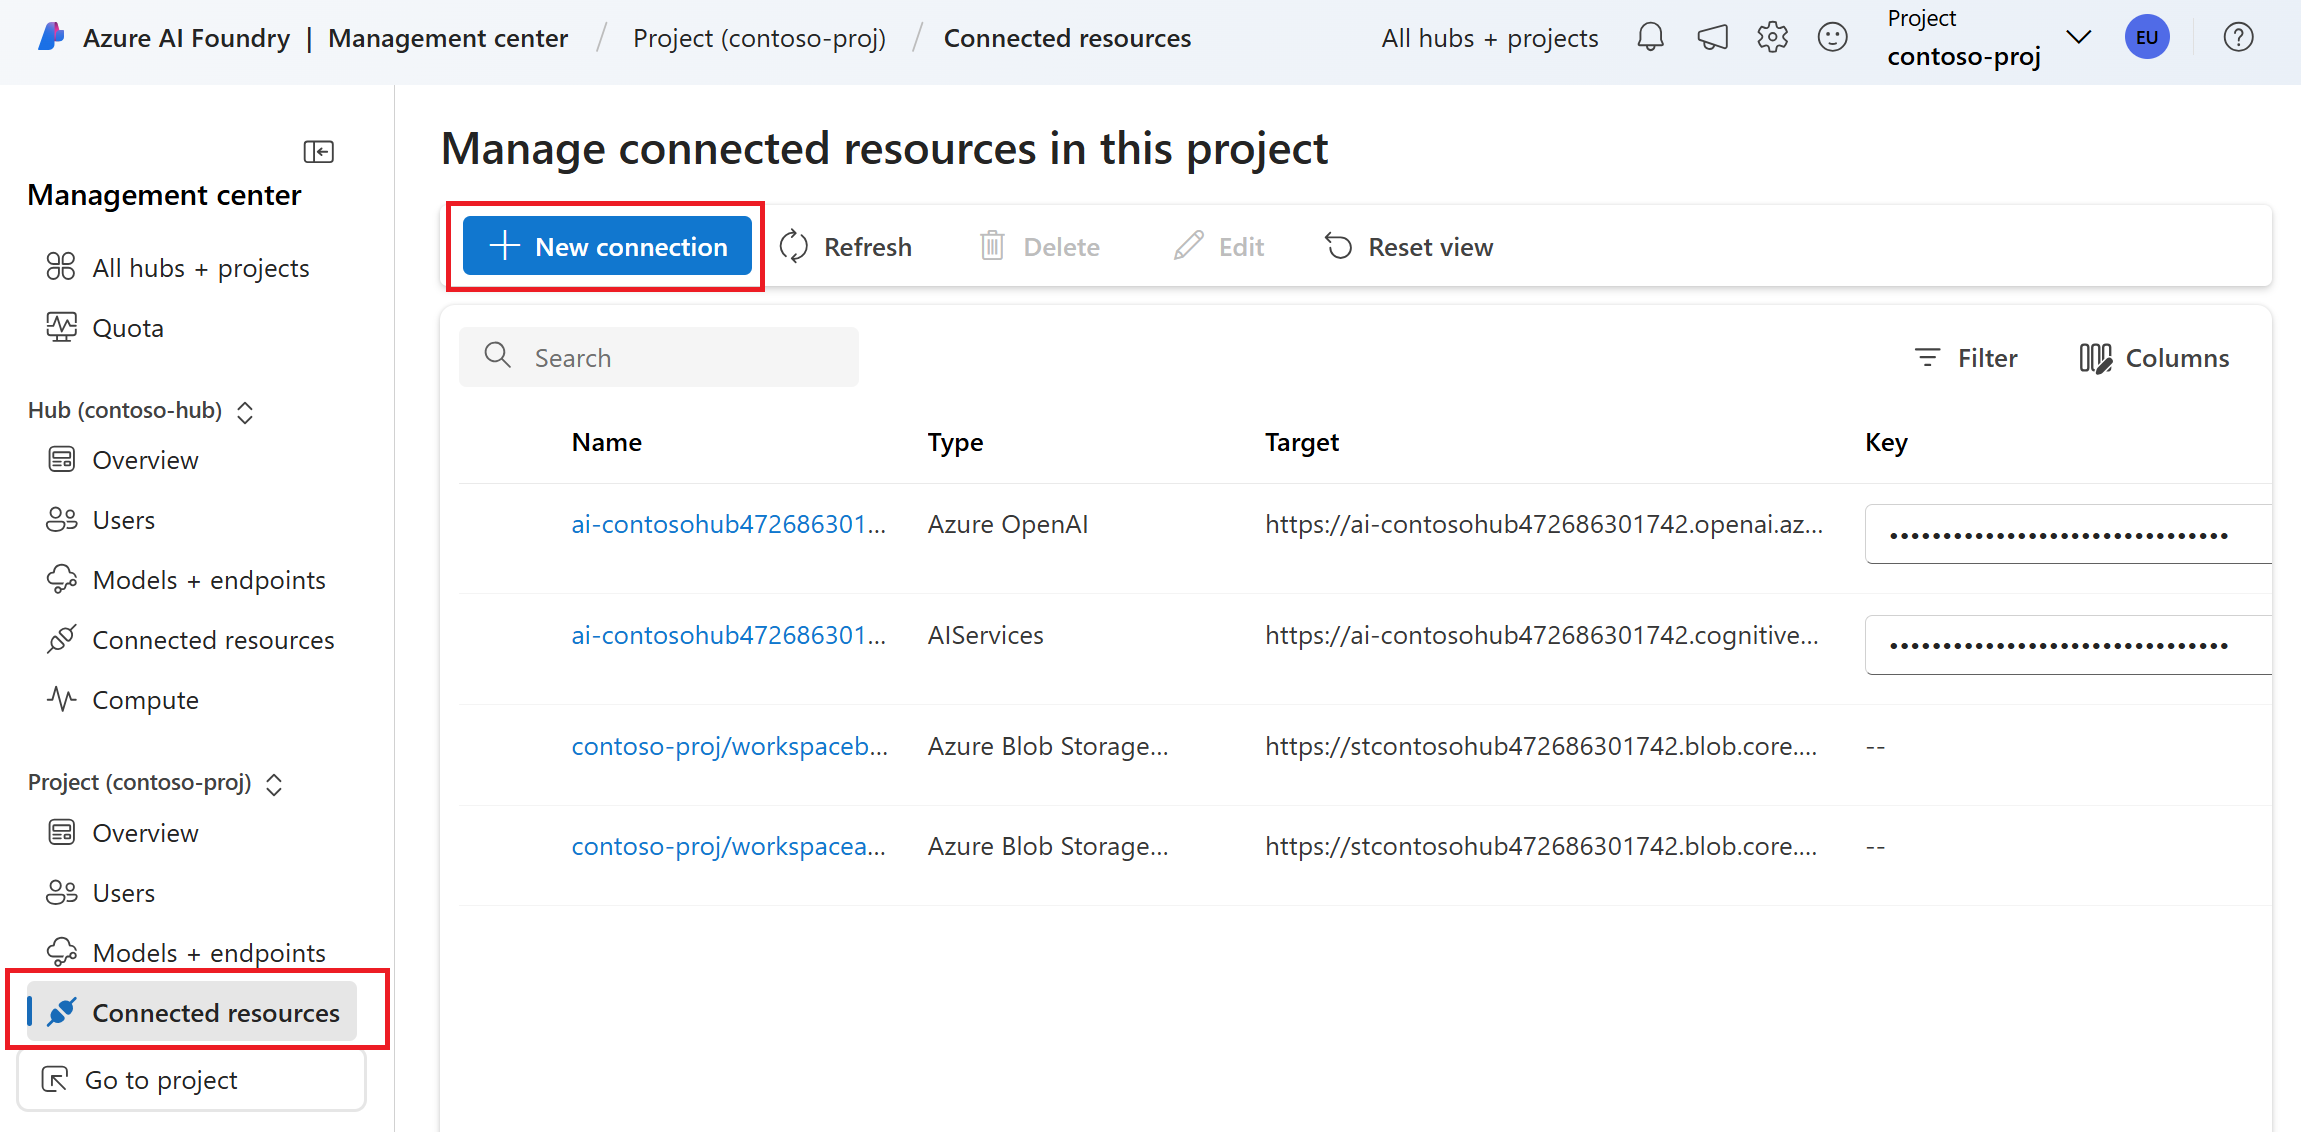 Azure AI Foundry | Management center / Project (contoso-proj) / Connected resources
All hubs + projects
Project
contoso-proj
EU
?
Management center
All hubs + projects
Quota
Hub (contoso-hub)
Overview
Users
Models + endpoints
Connected resources
Compute
Project (contoso-proj)
Overview
Users
Models + endpoints
Connected resources
Go to project
Manage connected resources in this project
New connection Refresh Delete Edit Reset view
Search Filter Columns
Name Type Target Key
ai-contosohub472686301... Azure OpenAI https://ai-contosohub472686301742.openai.az... ••••••••••••••••••••••••••••••••
ai-contosohub472686301... AIServices https://ai-contosohub472686301742.cognitive... ••••••••••••••••••••••••••••••••
contoso-proj/workspaceb... Azure Blob Storage... https://stcontosohub472686301742.blob.core.... --
contoso-proj/workspacea... Azure Blob Storage... https://stcontosohub472686301742.blob.core.... --